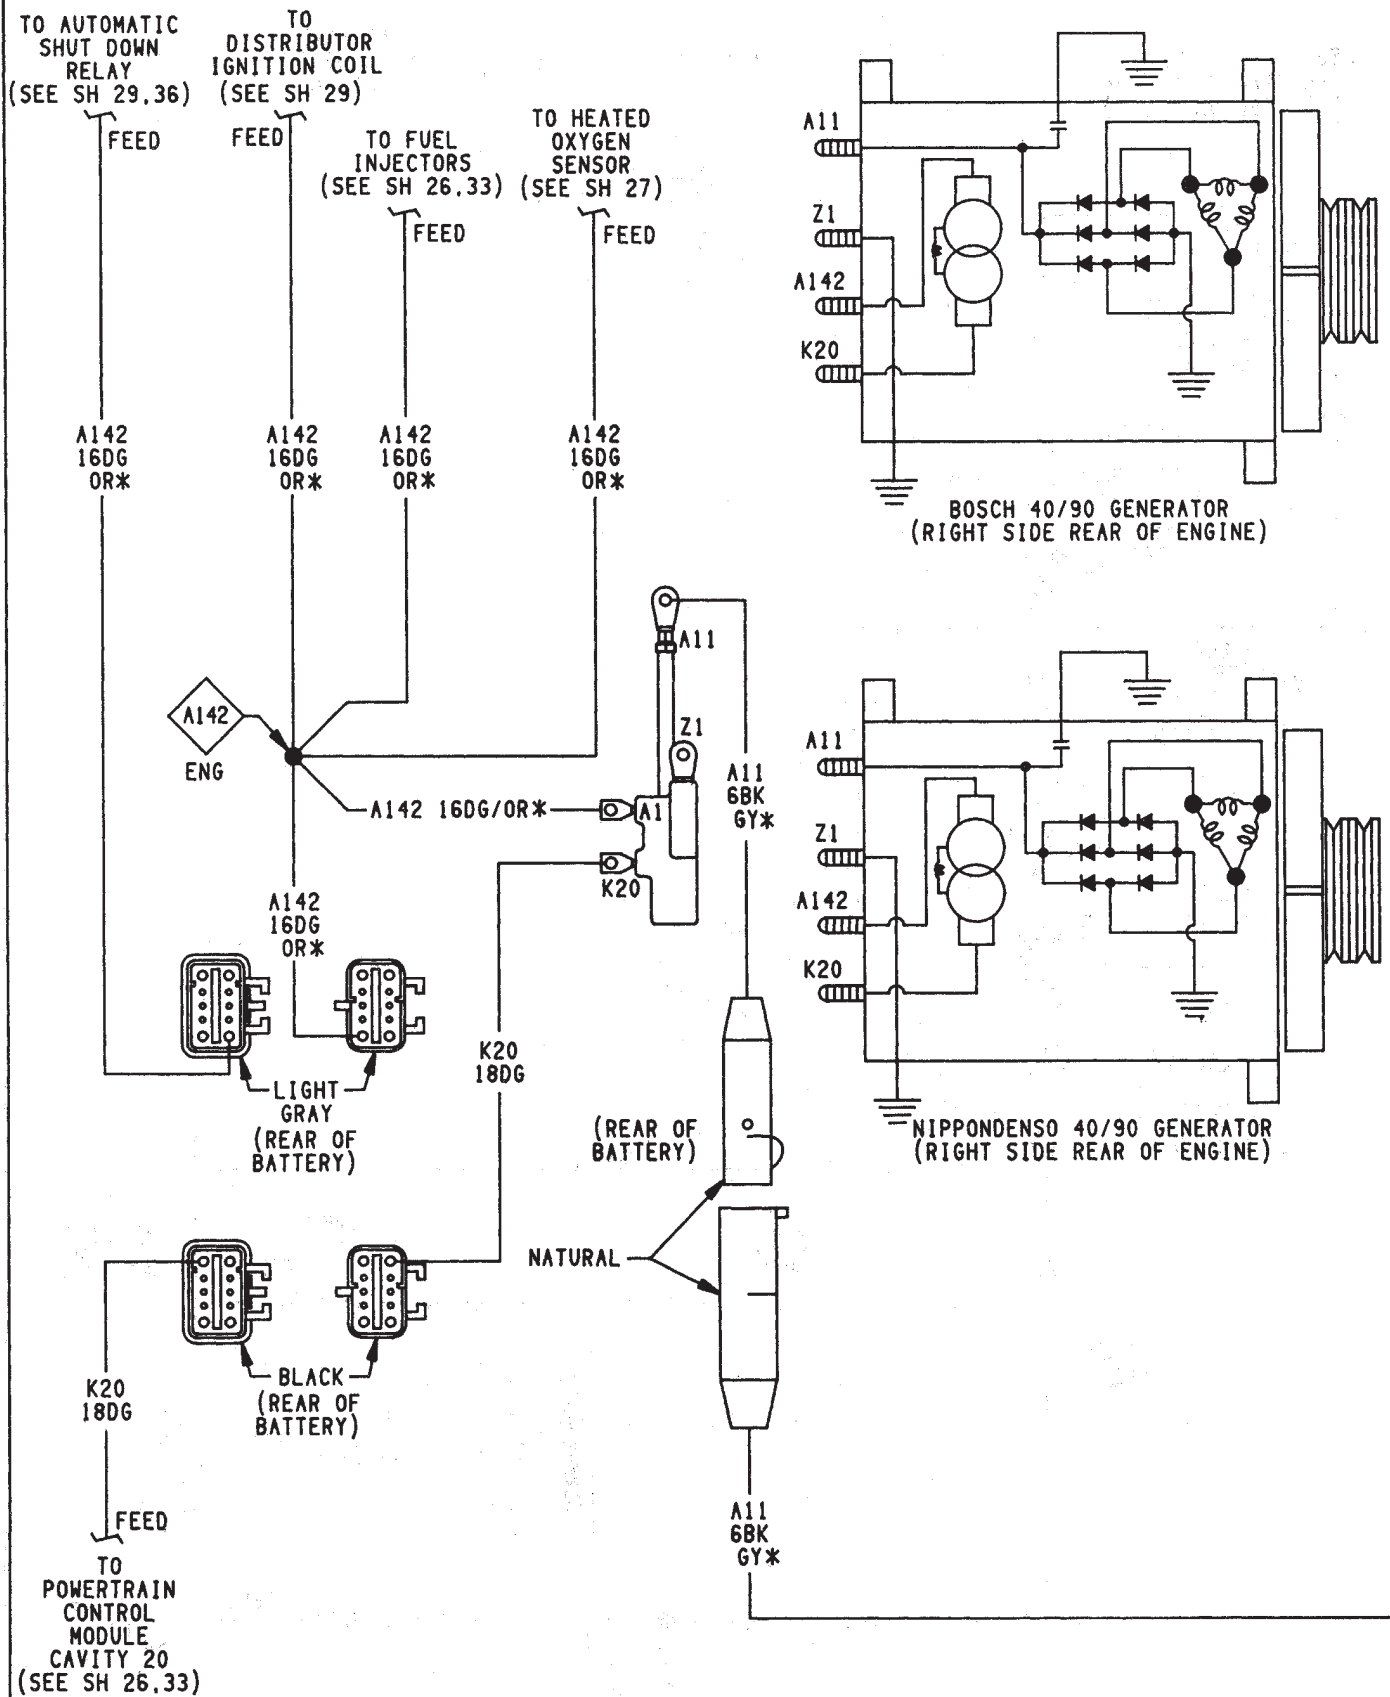 TO AUTOMATIC
SHUT DOWN
RELAY
(SEE SH 29,36)
FEED
TO
DISTRIBUTOR
IGNITION COIL
(SEE SH 29)
FEED
TO FUEL
INJECTORS
(SEE SH 26,33)
FEED
TO HEATED
OXYGEN
SENSOR
(SEE SH 27)
FEED
A11
Z1
A142
K20
BOSCH 40/90 GENERATOR
(RIGHT SIDE REAR OF ENGINE)
A142
16DG
OR*
A142
16DG
OR*
A142
16DG
OR*
A142
16DG
OR*
A142
ENG
A142 16DG/OR*
A11
Z1
A1
K20
A11
6BK
GY*
A11
Z1
A142
K20
NIPPONDENSO 40/90 GENERATOR
(RIGHT SIDE REAR OF ENGINE)
A142
16DG
OR*
K20
18DG
LIGHT
GRAY
(REAR OF
BATTERY)
(REAR OF
BATTERY)
NATURAL
BLACK
(REAR OF
BATTERY)
K20
18DG
FEED
TO
POWERTRAIN
CONTROL
MODULE
CAVITY 20
(SEE SH 26,33)
A11
6BK
GY*